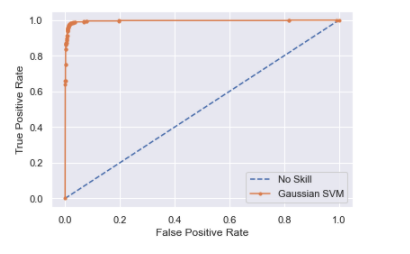 1.0
0.8
0.6
0.4
0.2
0.0
True Positive Rate
No Skill
Gaussian SVM
0.0 0.2 0.4 0.6 0.8 1.0
False Positive Rate